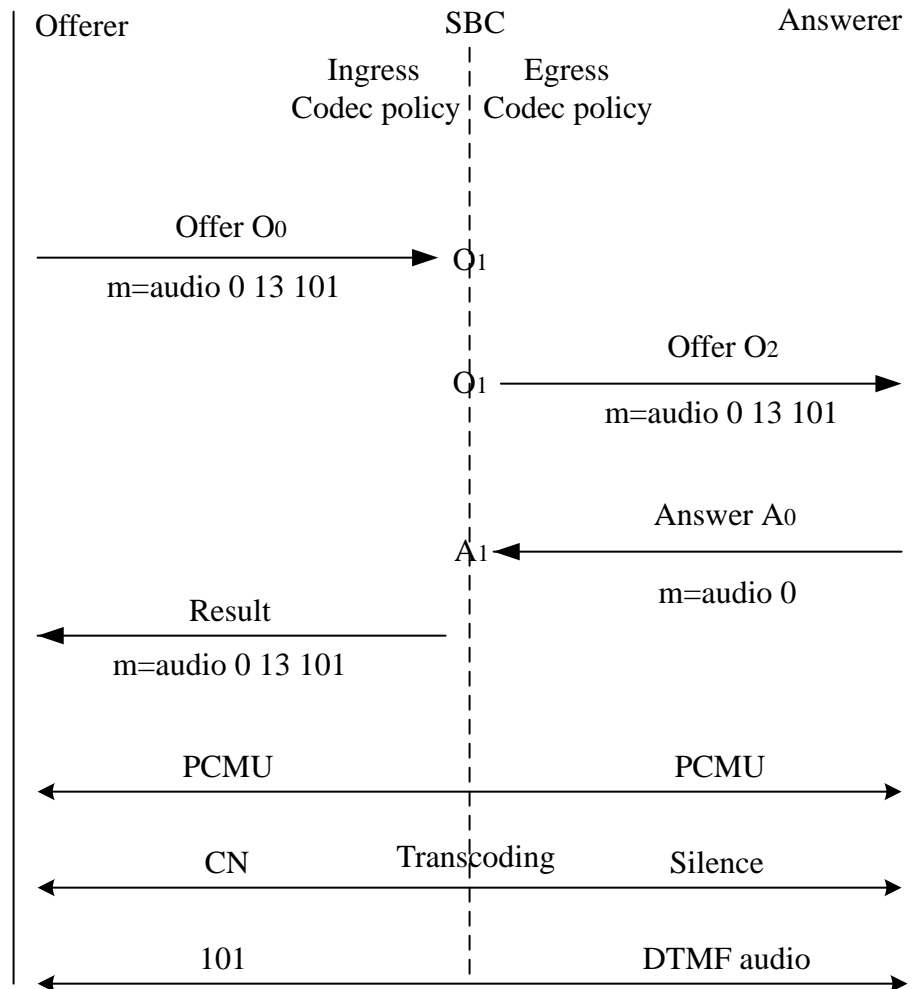 Offerer SBC Answerer
Ingress Egress
Codec policy Codec policy
Offer O0
O1
m=audio 0 13 101
Offer O2
O1
m=audio 0 13 101
Answer A0
A1
m=audio 0
Result
m=audio 0 13 101
PCMU PCMU
CN Transcoding Silence
101 DTMF audio